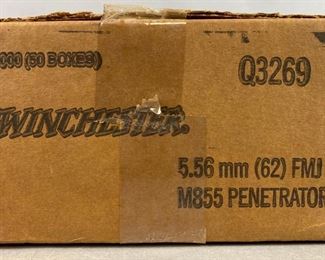 000 (50 BOXES)
Q3269
WINCHESTER®
5.56 mm (62) FMJ
M855 PENETRATOR